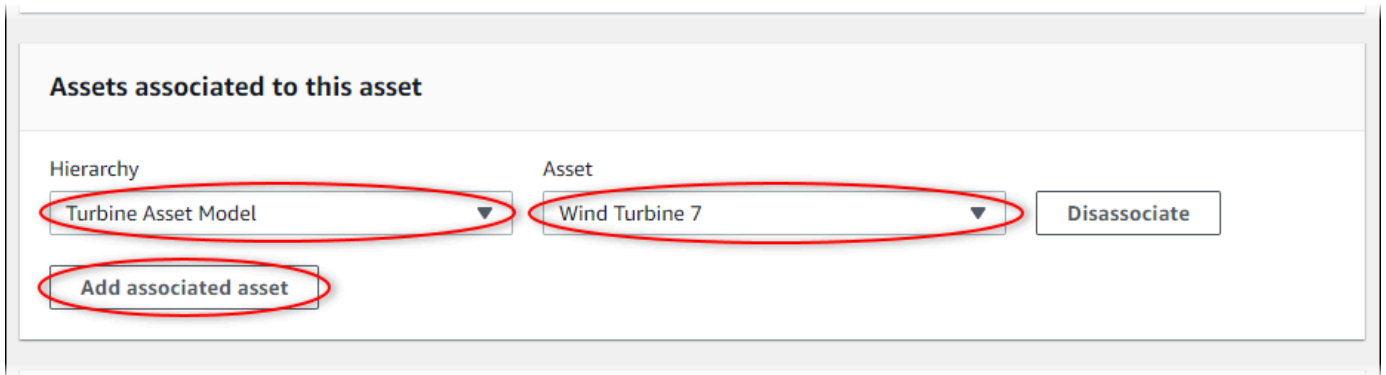 Assets associated to this asset
Hierarchy Asset
Turbine Asset Model Wind Turbine 7 Disassociate
Add associated asset